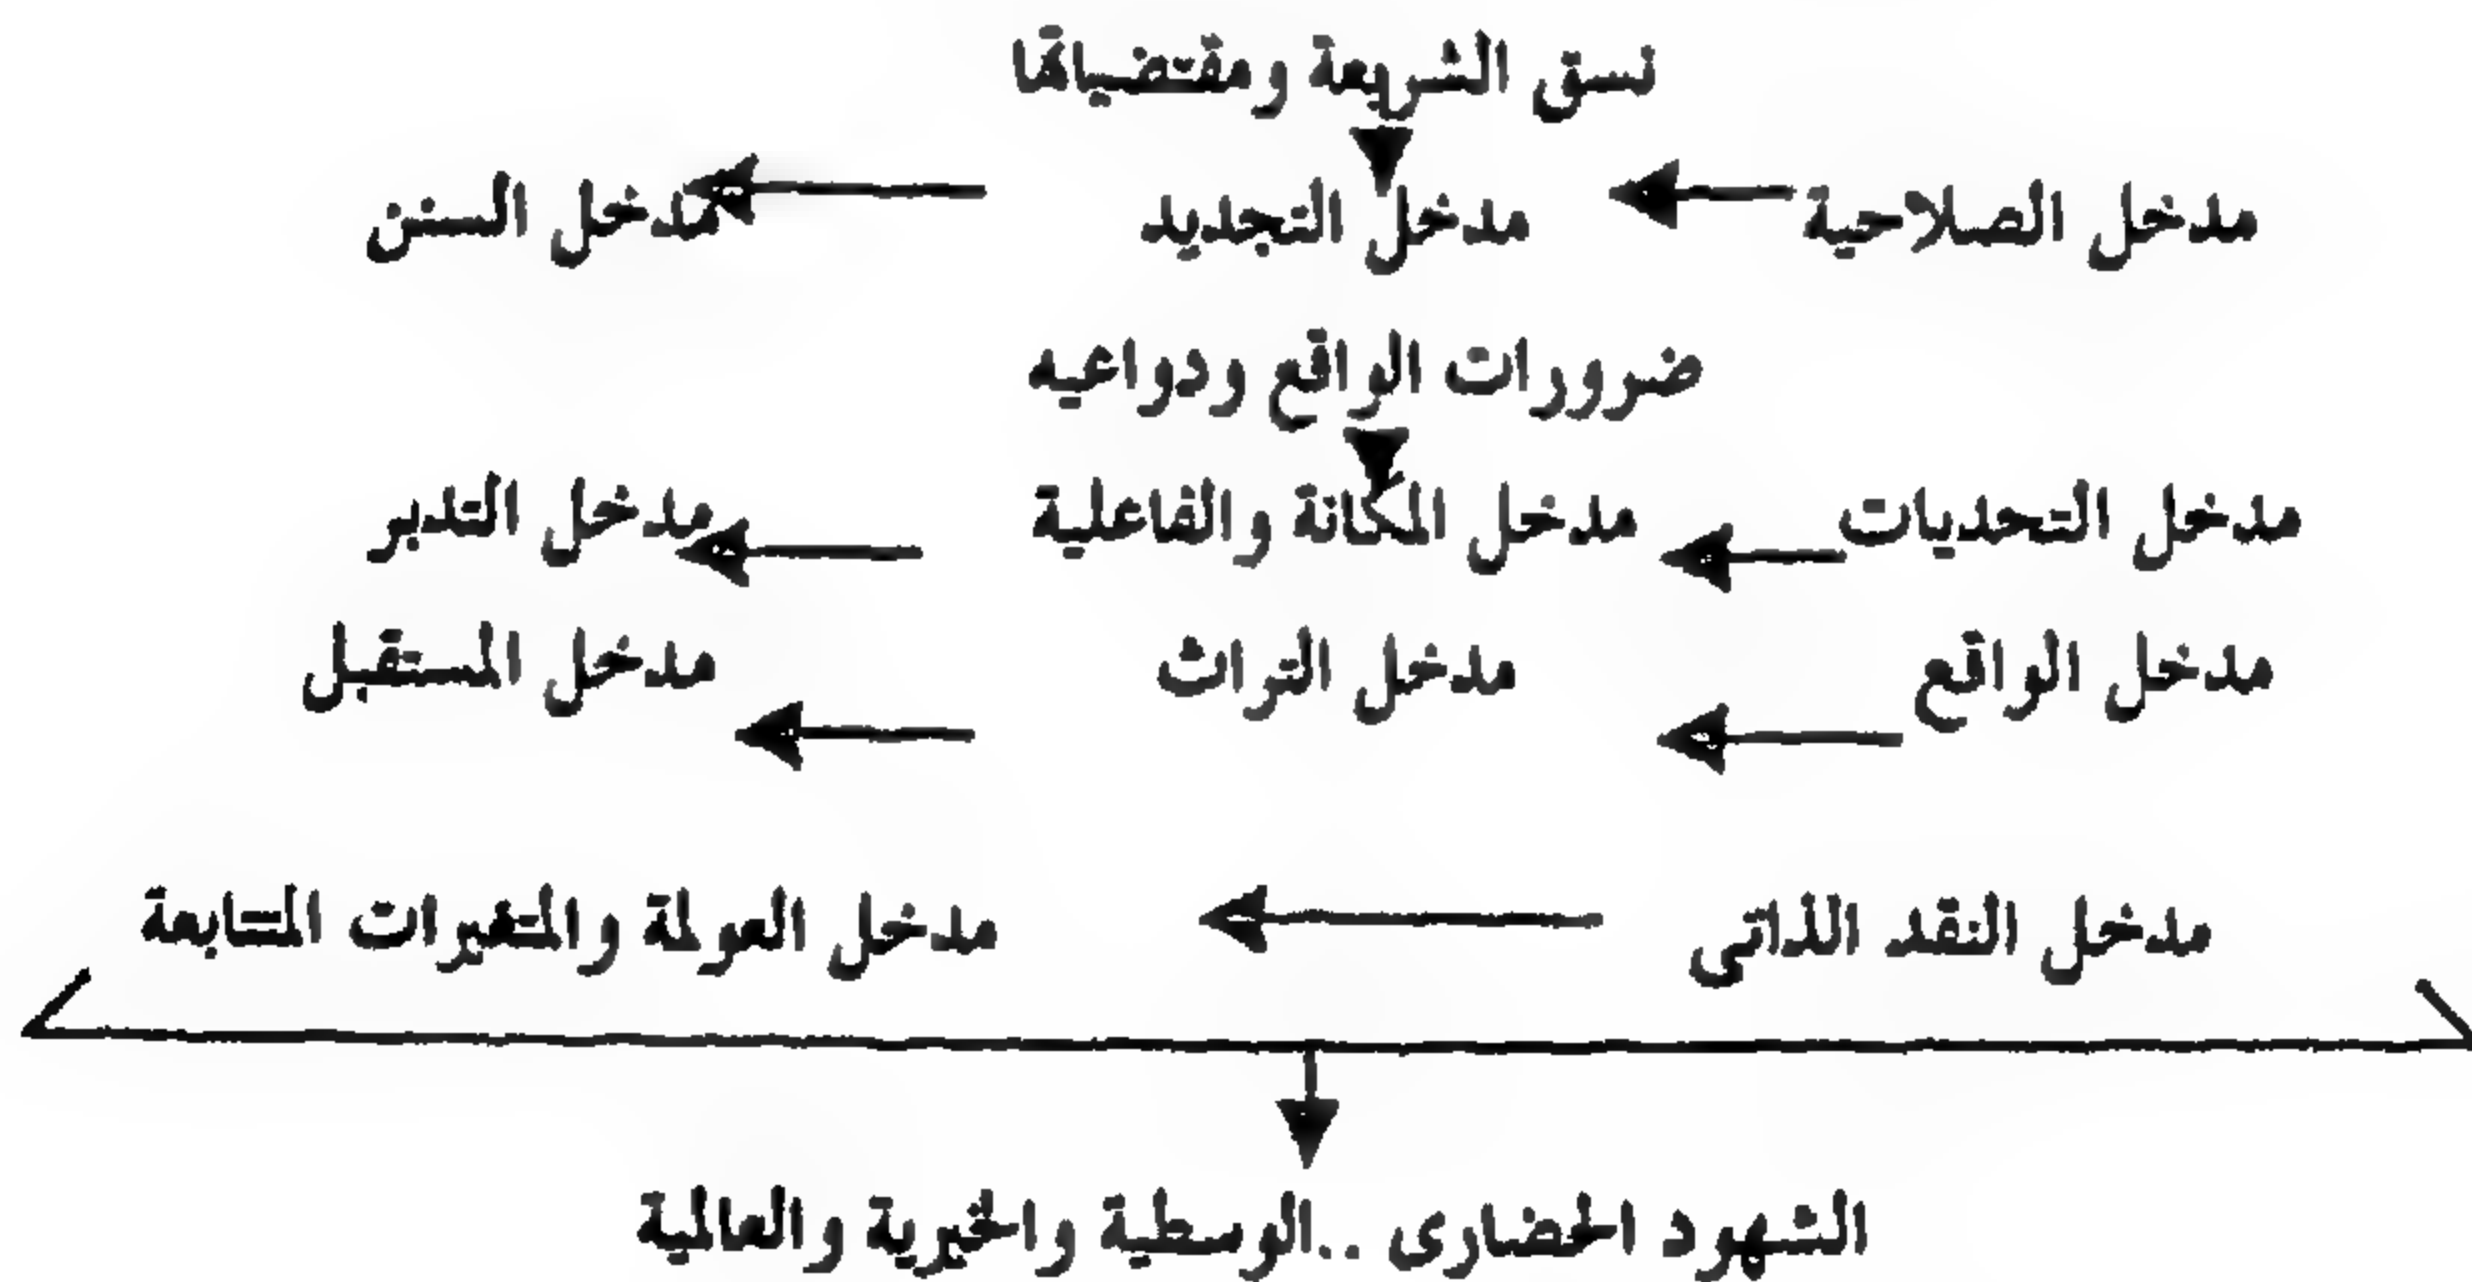 نسق الشريعة ومقتضياتها
مدخل الصلاحية مدخل التجديد مدخل السنن
ضرورات الواقع ودواعيه
مدخل التحديات مدخل المكانة والفاعلية مدخل التدبر
مدخل الواقع مدخل التراث مدخل المستقبل
مدخل النقد الذاتى مدخل العولمة والمتغيرات المتتابعة
الشهود الحضارى ..الوسطية والخيرية والعالمية